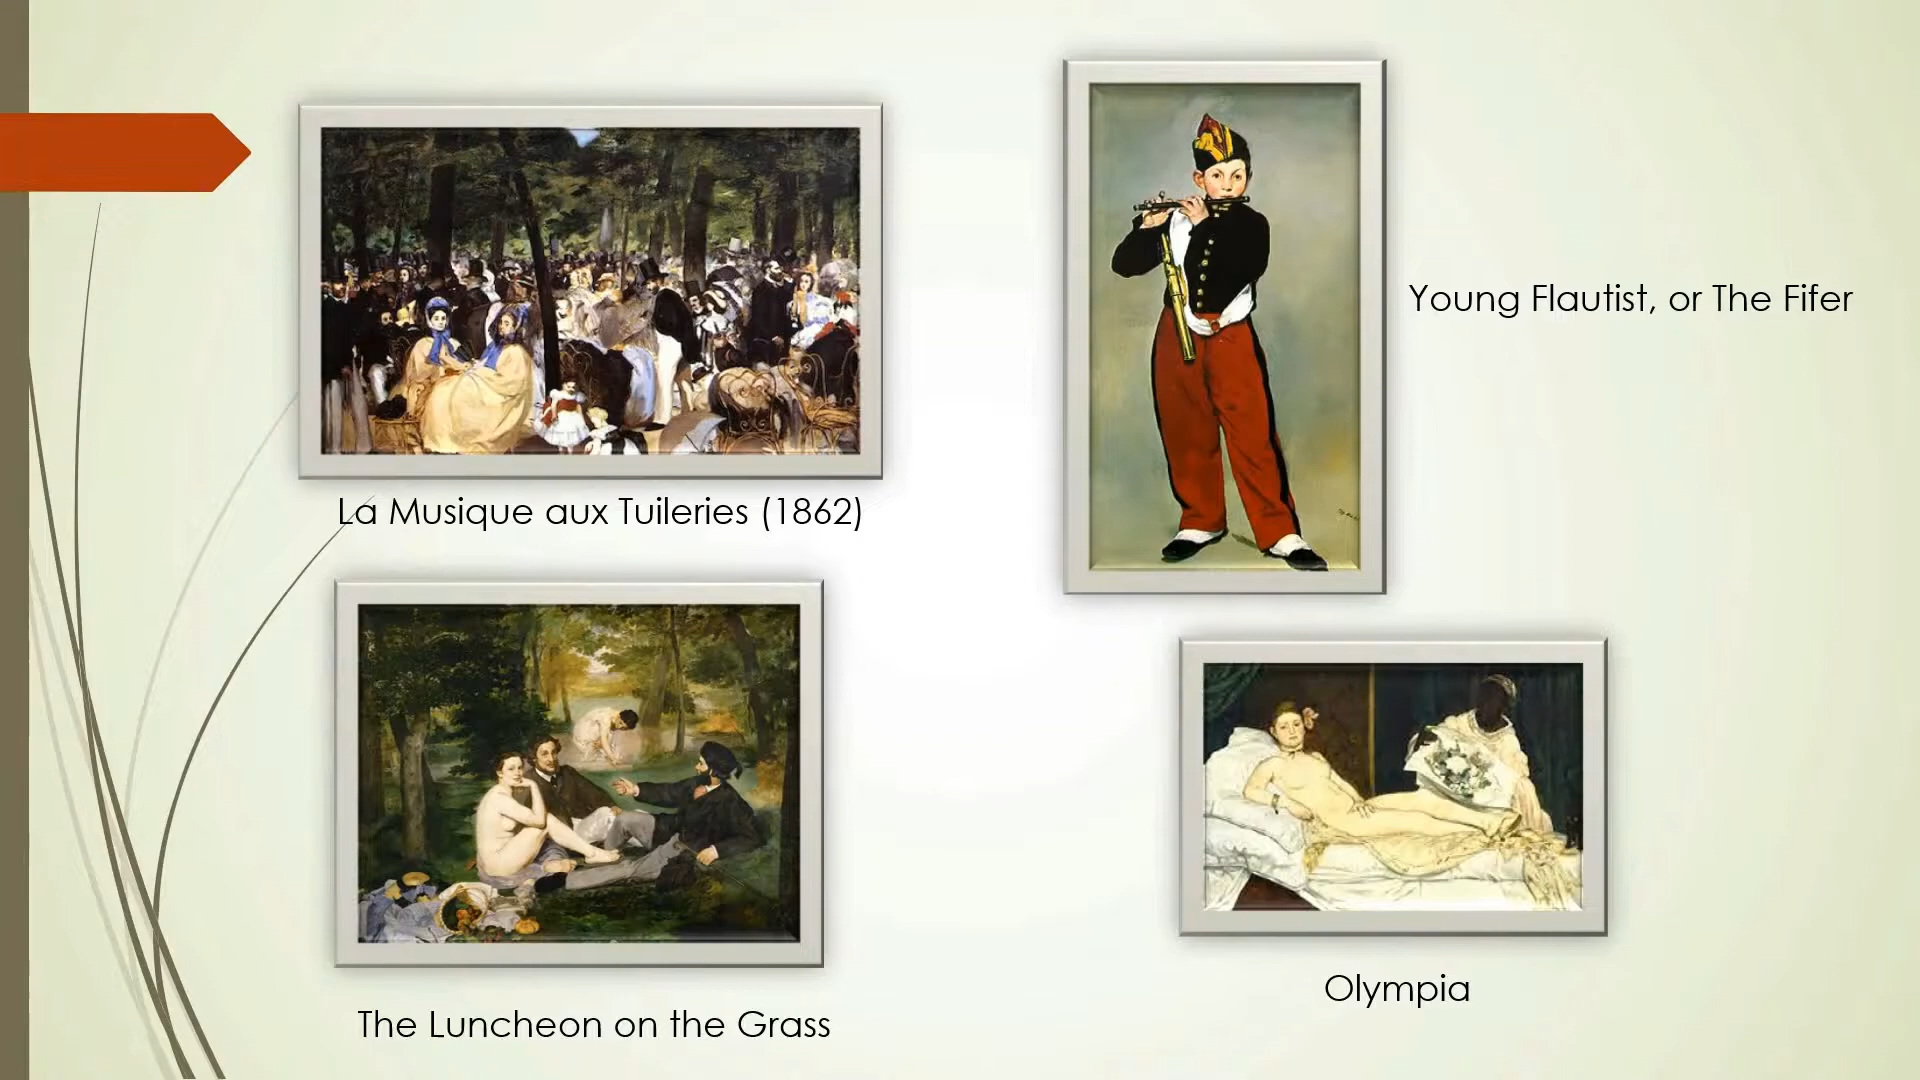 Young Flautist, or The Fifer
La Musique aux Tuileries (1862)
Olympia
The Luncheon on the Grass